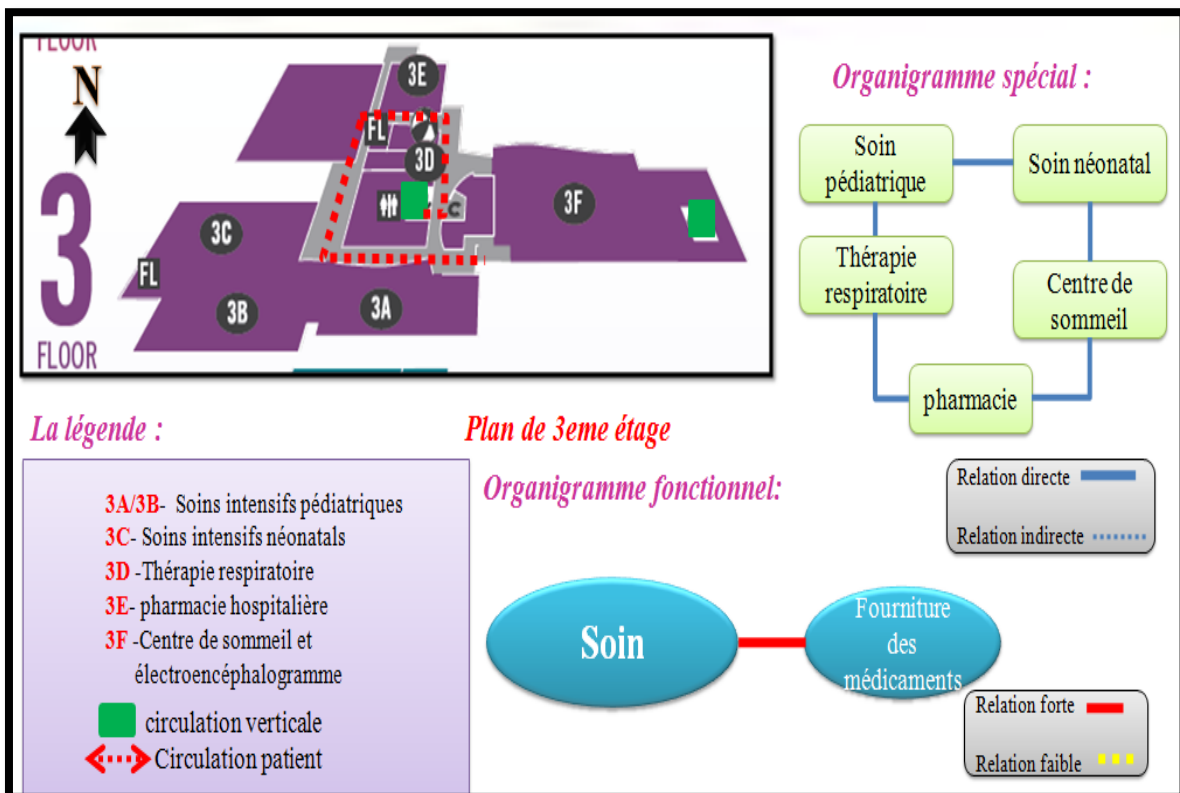 FLOOR
N
3
FLOOR
3E
FL
3D
C
3F
3C
FL
3B
3A
Organigramme spécial :
Soin
pédiatrique
Soin néonatal
Thérapie
respiratoire
Centre de
sommeil
pharmacie
La légende :
Plan de 3eme étage
3A/3B- Soins intensifs pédiatriques
3C- Soins intensifs néonatals
3D -Thérapie respiratoire
3E- pharmacie hospitalière
3F -Centre de sommeil et
électroencéphalogramme
circulation verticale
Circulation patient
Organigramme fonctionnel:
Relation directe
Relation indirecte
Soin
Fourniture
des
médicaments
Relation forte
Relation faible